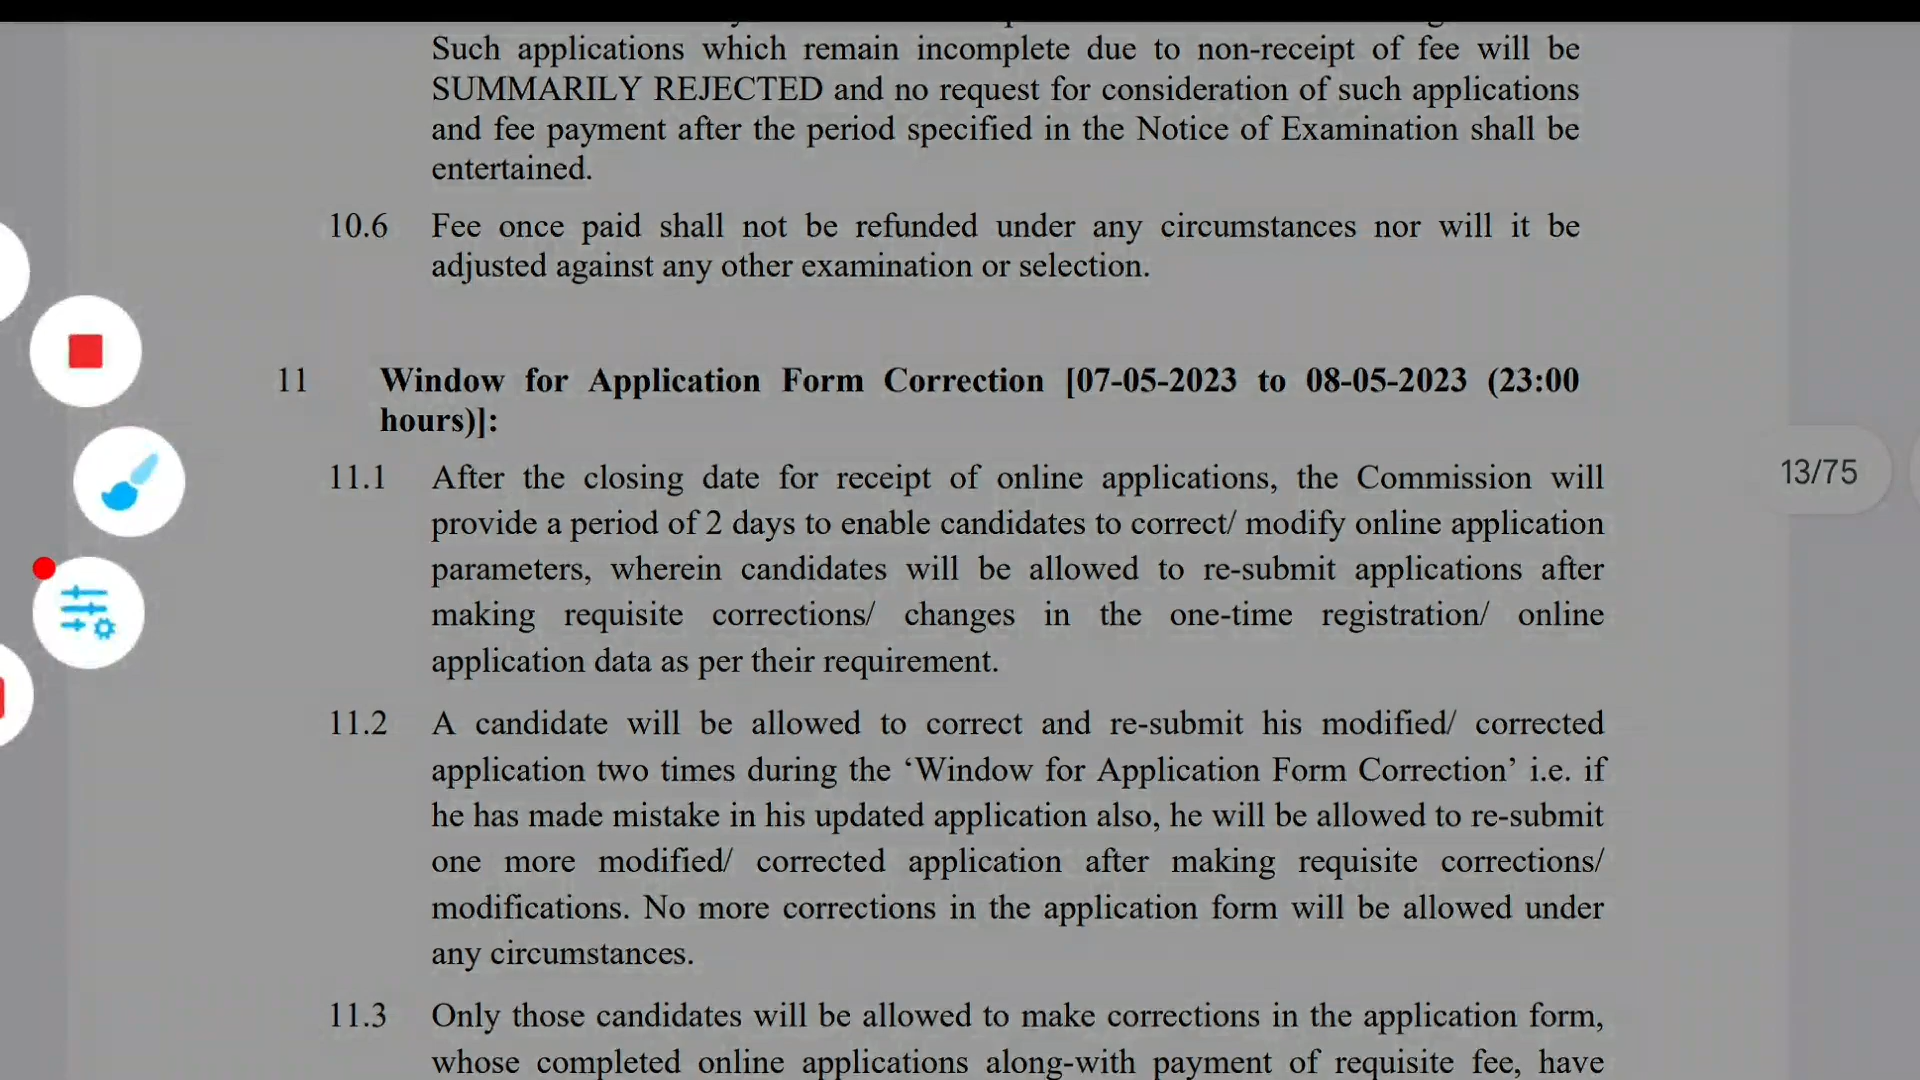 Such applications which remain incomplete due to non-receipt of fee will be
SUMMARILY REJECTED and no request for consideration of such applications
and fee payment after the period specified in the Notice of Examination shall be
entertained.
10.6 Fee once paid shall not be refunded under any circumstances nor will it be
adjusted against any other examination or selection.
11 Window for Application Form Correction [07-05-2023 to 08-05-2023 (23:00
hours)]:
13/75
11.1 After the closing date for receipt of online applications, the Commission will
provide a period of 2 days to enable candidates to correct/ modify online application
parameters, wherein candidates will be allowed to re-submit applications after
making requisite corrections/ changes in the one-time registration/ online
application data as per their requirement.
11.2 A candidate will be allowed to correct and re-submit his modified/ corrected
application two times during the ‘Window for Application Form Correction’ i.e. if
he has made mistake in his updated application also, he will be allowed to re-submit
one more modified/ corrected application after making requisite corrections/
modifications. No more corrections in the application form will be allowed under
any circumstances.
11.3 Only those candidates will be allowed to make corrections in the application form,
whose completed online applications along-with payment of requisite fee, have